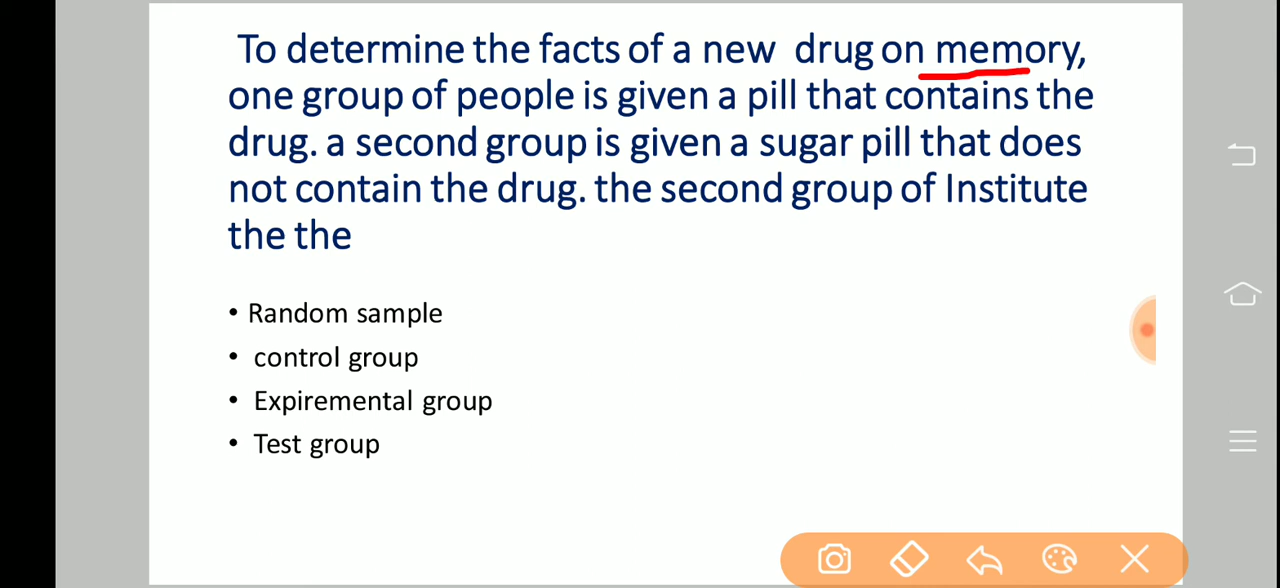 To determine the facts of a new drug on memory,
one group of people is given a pill that contains the
drug. a second group is given a sugar pill that does
not contain the drug. the second group of Institute
the the
• Random sample
• control group
• Expiremental group
• Test group